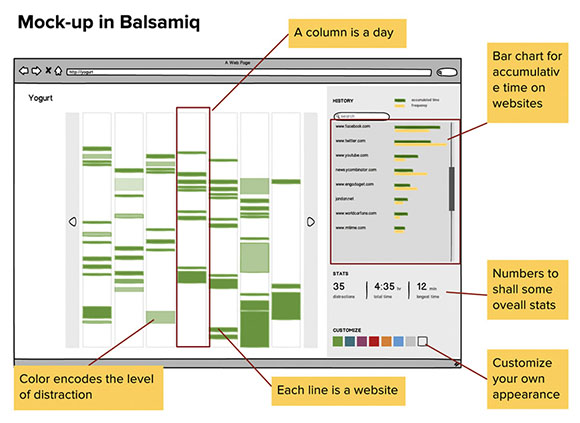 Mock-up in Balsamiq
A column is a day
A Web Page
http://yogurt
Bar chart for
accumulativ
e time on
websites
Yogurt
HISTORY
accumulated time
frequency
search
www.facebook.com
www.twitter.com
www.youtube.com
news.ycombinator.com
www.engadget.com
jandan.net
www.worldcartoons.com
www.mtime.com
STATS
35
distractions
4:35 hr
total time
12 min
longest time
Numbers to
shall some
oveall stats
CUSTOMIZE
Customize
your own
appearance
Color encodes the level
of distraction
Each line is a website